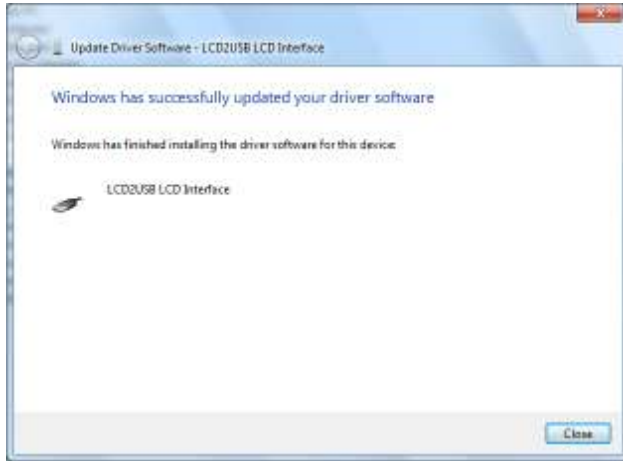 Update Driver Software - LCD2USB LCD Interface
Windows has successfully updated your driver software
Windows has finished installing the driver software for this device:
LCD2USB LCD Interface
Close